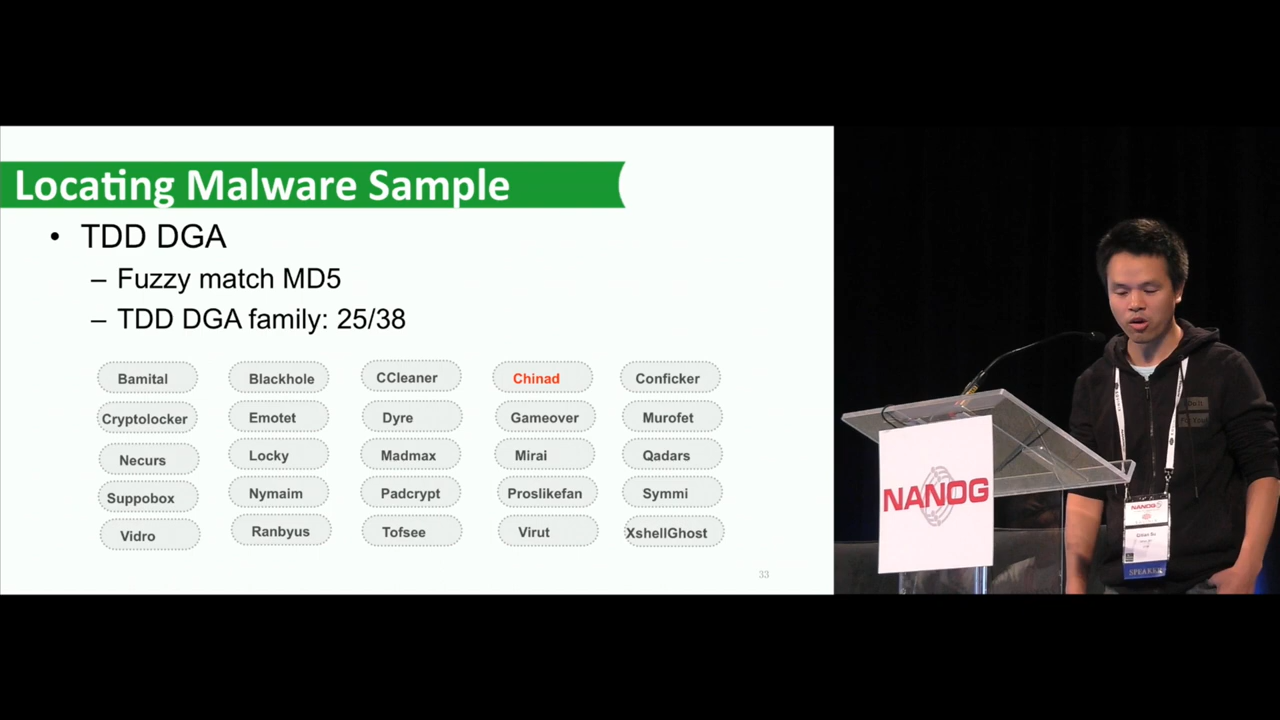 Locating Malware Sample
• TDD DGA
– Fuzzy match MD5
– TDD DGA family: 25/38
Bamital Blackhole CCleaner Chinad Conficker
Cryptolocker Emotet Dyre Gameover Murofet
Necurs Locky Madmax Mirai Qadars
Suppobox Nymaim Padcrypt Proslikefan Symmi
Vidro Ranbyus Tofsee Virut XshellGhost
33
NANOG
NANOG
SPEAKER